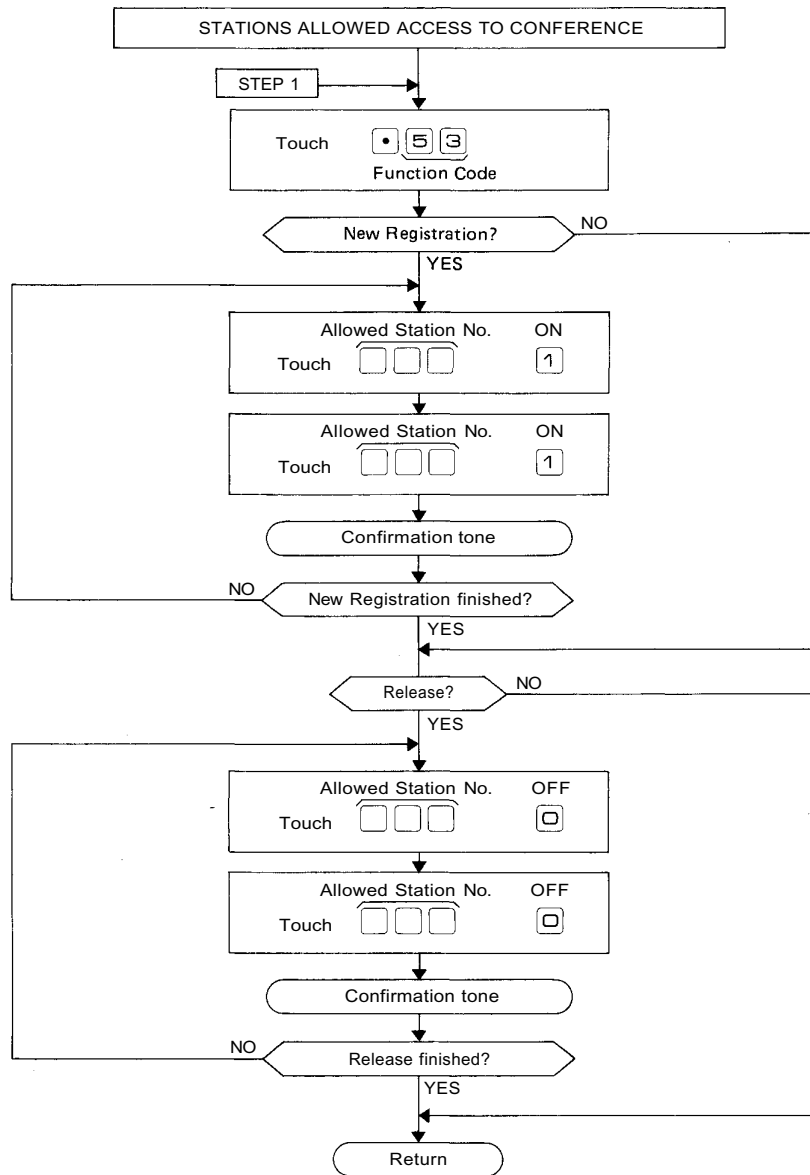 STATIONS ALLOWED ACCESS TO CONFERENCE
STEP 1
Touch • 5 3
Function Code
New Registration? NO
YES
Allowed Station No. ON
Touch 1
Allowed Station No. ON
Touch 1
Confirmation tone
NO New Registration finished?
YES
Release? NO
YES
Allowed Station No. OFF
Touch 0
Allowed Station No. OFF
Touch 0
Confirmation tone
NO Release finished?
YES
Return